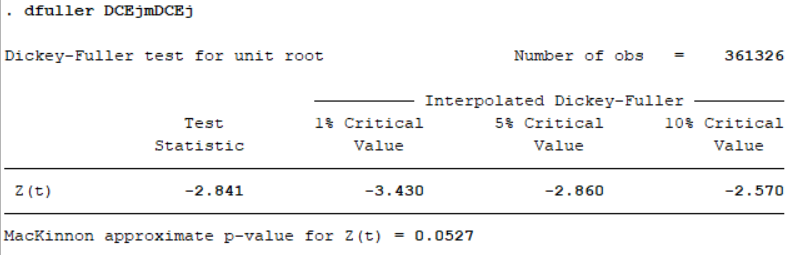 . dfuller DCEjmDCEj
Dickey-Fuller test for unit root Number of obs = 361326
Interpolated Dickey-Fuller
Test 1% Critical 5% Critical 10% Critical
Statistic Value Value Value
Z(t) -2.841 -3.430 -2.860 -2.570
MacKinnon approximate p-value for Z(t) = 0.0527